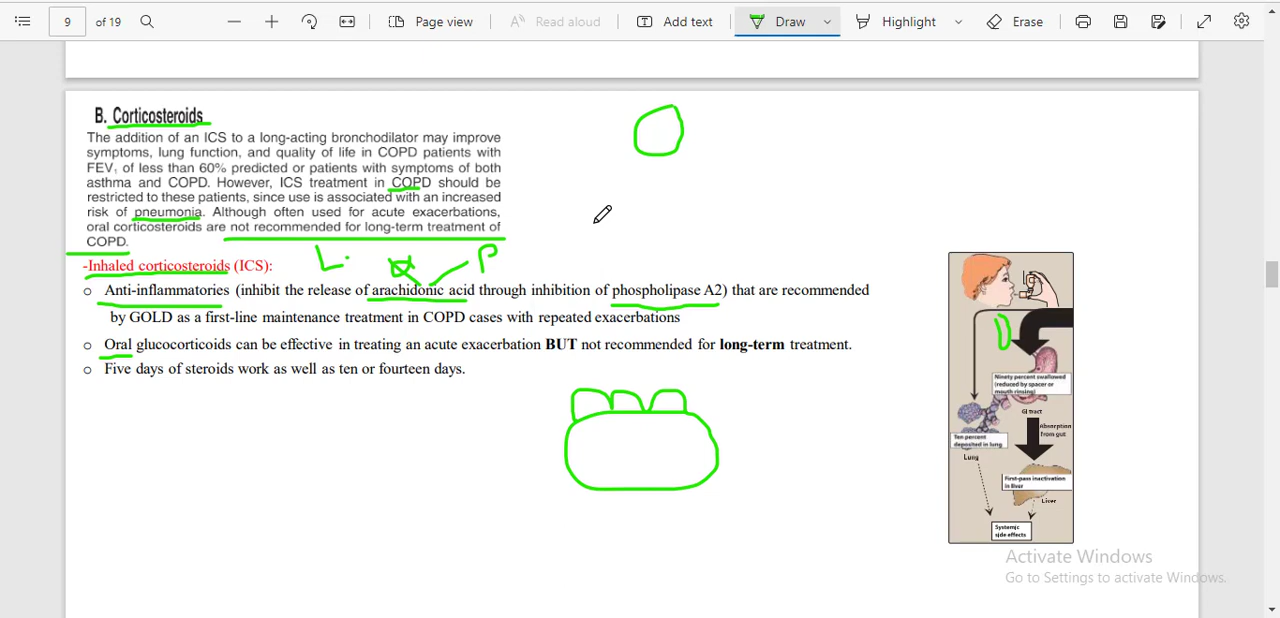 9 of 19 Page view Read aloud Add text Draw Highlight Erase
B. Corticosteroids
The addition of an ICS to a long-acting bronchodilator may improve
symptoms, lung function, and quality of life in COPD patients with
FEV₁ of less than 60% predicted or patients with symptoms of both
asthma and COPD. However, ICS treatment in COPD should be
restricted to these patients, since use is associated with an increased
risk of pneumonia. Although often used for acute exacerbations,
oral corticosteroids are not recommended for long-term treatment of
COPD.
-Inhaled corticosteroids (ICS):
L. P
o Anti-inflammatories (inhibit the release of arachidonic acid through inhibition of phospholipase A2) that are recommended
by GOLD as a first-line maintenance treatment in COPD cases with repeated exacerbations
o Oral glucocorticoids can be effective in treating an acute exacerbation BUT not recommended for long-term treatment.
o Five days of steroids work as well as ten or fourteen days.
Ninety percent swallowed
(reduced by spacer or
mouth rinsing)
GI tract
Absorption
from gut
Ten percent
deposited in lung
Lung
First-pass inactivation
in liver
Liver
Systemic
side effects
Activate Windows
Go to Settings to activate Windows.